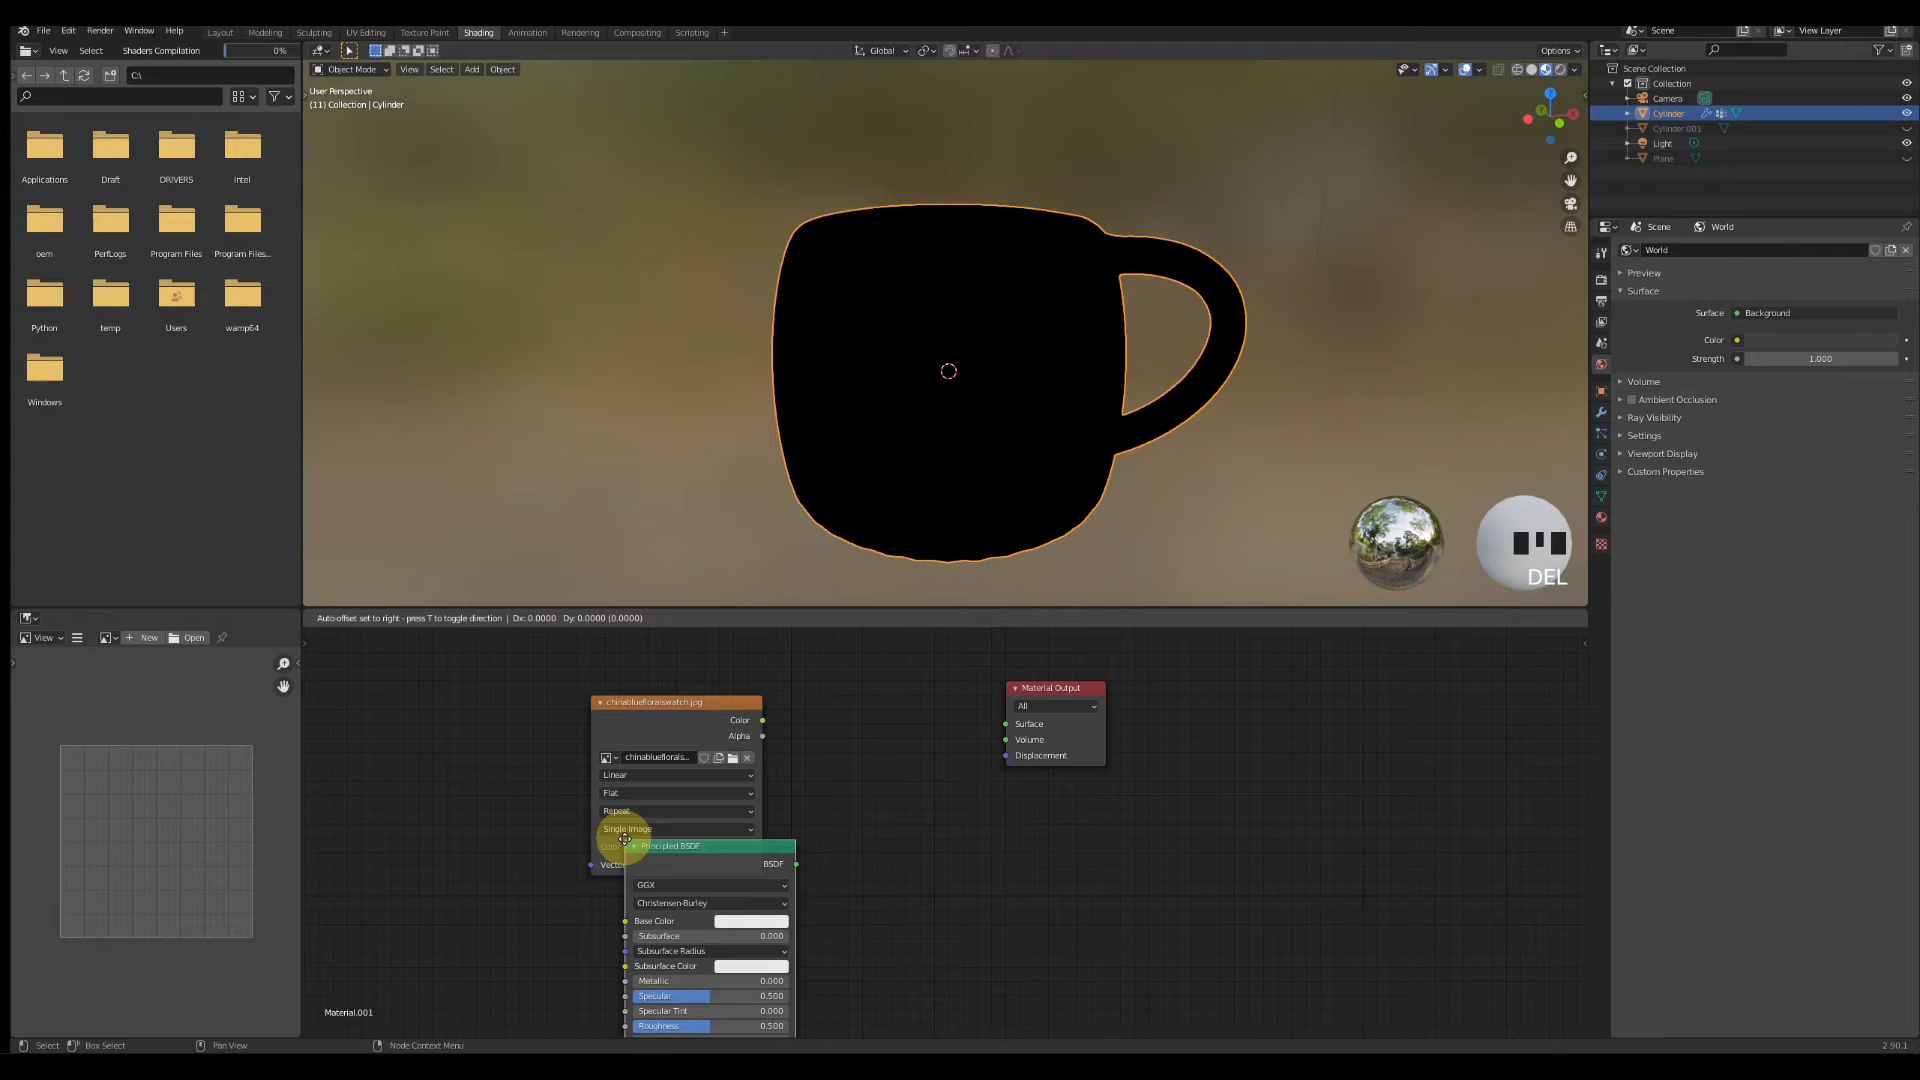 File Edit Render Window Help Layout Modeling Sculpting UV Editing Texture Paint Shading Animation Rendering Compositing Scripting + Scene View Layer
View Select Shaders Compilation 0% Global Options
C:\ Object Mode View Select Add Object
User Perspective
(11) Collection | Cylinder
Applications Draft DRIVERS Intel
oem PerfLogs Program Files Program Files...
Python temp Users wamp64
Windows
Scene Collection
Collection
Camera
Cylinder
Cylinder.001
Light
Plane
Scene World
World
Preview
Surface
Surface Background
Color
Strength 1.000
Volume
Ambient Occlusion
Ray Visibility
Settings
Viewport Display
Custom Properties
Z
Y
X
DEL
Auto-offset set to right - press T to toggle direction | Dx: 0.0000 Dy: 0.0000 (0.0000)
View + New Open
chinabluefloralswatch.jpg
Color
Alpha
chinablueflorals...
Linear
Flat
Repeat
Single Image
Color
Vecto
Principled BSDF
BSDF
GGX
Christensen-Burley
Base Color
Subsurface 0.000
Subsurface Radius
Subsurface Color
Metallic 0.000
Specular 0.500
Specular Tint 0.000
Roughness 0.500
Material Output
All
Surface
Volume
Displacement
Material.001
Select Box Select Pan View Node Context Menu 2.90.1